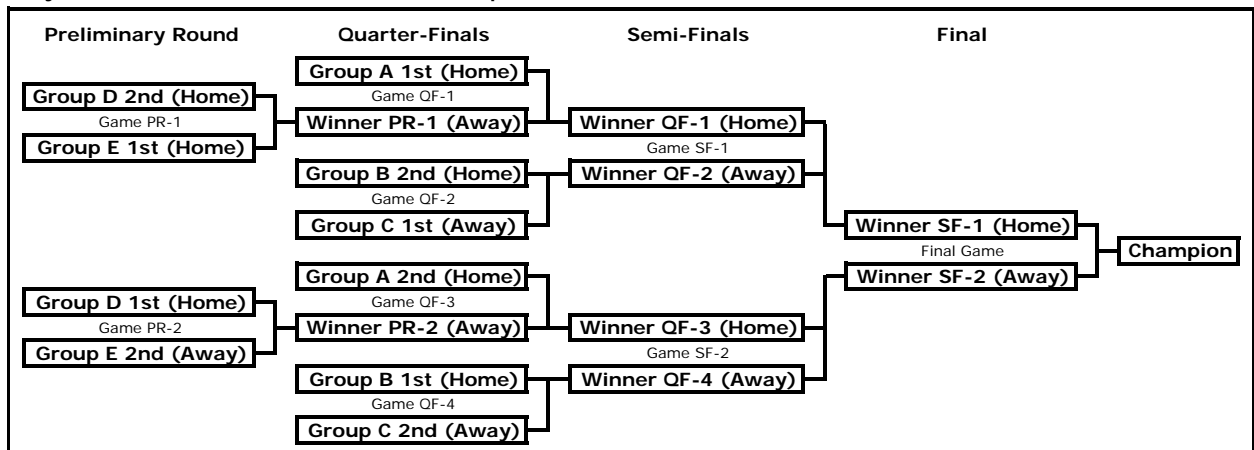 Preliminary Round
Quarter-Finals
Semi-Finals
Final
Group D 2nd (Home)
Game PR-1
Group E 1st (Home)
Group D 1st (Home)
Game PR-2
Group E 2nd (Away)
Group A 1st (Home)
Game QF-1
Winner PR-1 (Away)
Group B 2nd (Home)
Game QF-2
Group C 1st (Away)
Group A 2nd (Home)
Game QF-3
Winner PR-2 (Away)
Group B 1st (Home)
Game QF-4
Group C 2nd (Away)
Winner QF-1 (Home)
Game SF-1
Winner QF-2 (Away)
Winner QF-3 (Home)
Game SF-2
Winner QF-4 (Away)
Winner SF-1 (Home)
Final Game
Winner SF-2 (Away)
Champion